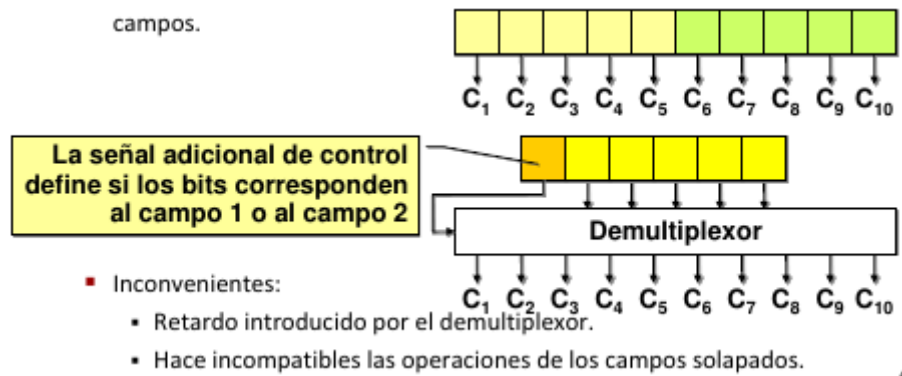 campos.
C1 C2 C3 C4 C5 C6 C7 C8 C9 C10
La señal adicional de control
define si los bits corresponden
al campo 1 o al campo 2
Demultiplexor
C1 C2 C3 C4 C5 C6 C7 C8 C9 C10
▪ Inconvenientes:
▪ Retardo introducido por el demultiplexor.
▪ Hace incompatibles las operaciones de los campos solapados.